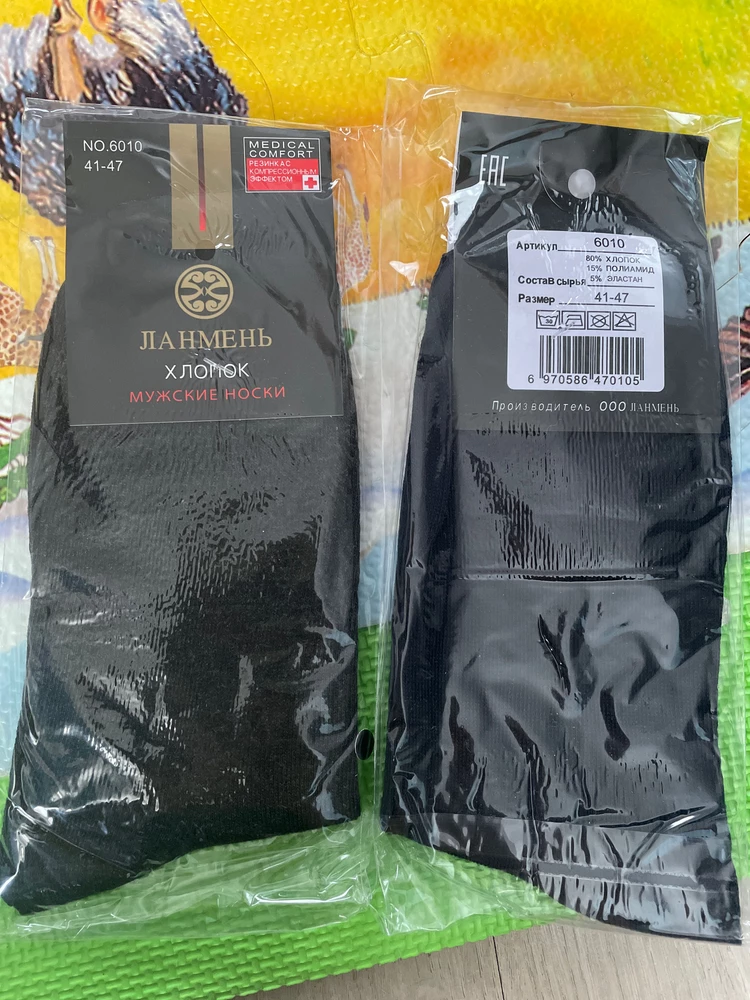 NO.6010
41-47
MEDICAL
COMFORT
РЕЗИНКА С
КОМПРЕССИОННЫМ
ЭФФЕКТОМ
ЛАНМЕНЬ
ХЛОПОК
МУЖСКИЕ НОСКИ
EAC
Артикул 6010
80% ХЛОПОК
15% ПОЛИАМИД
Состав сырья 5% ЭЛАСТАН
Размер 41-47
30
6 970586 470105
Производитель ООО ЛАНМЕНЬ